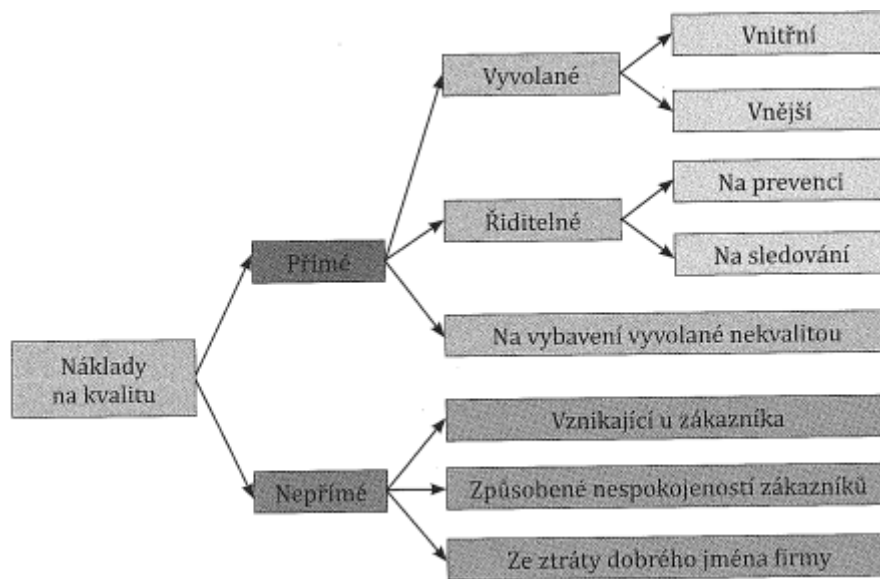 Vnitřní
Vyvolané
Vnější
Na prevenci
Řiditelné
Na sledování
Přímé
Na vybavení vyvolané nekvalitou
Náklady
na kvalitu
Vznikající u zákazníka
Nepřímé
Způsobené nespokojeností zákazníků
Ze ztráty dobrého jména firmy